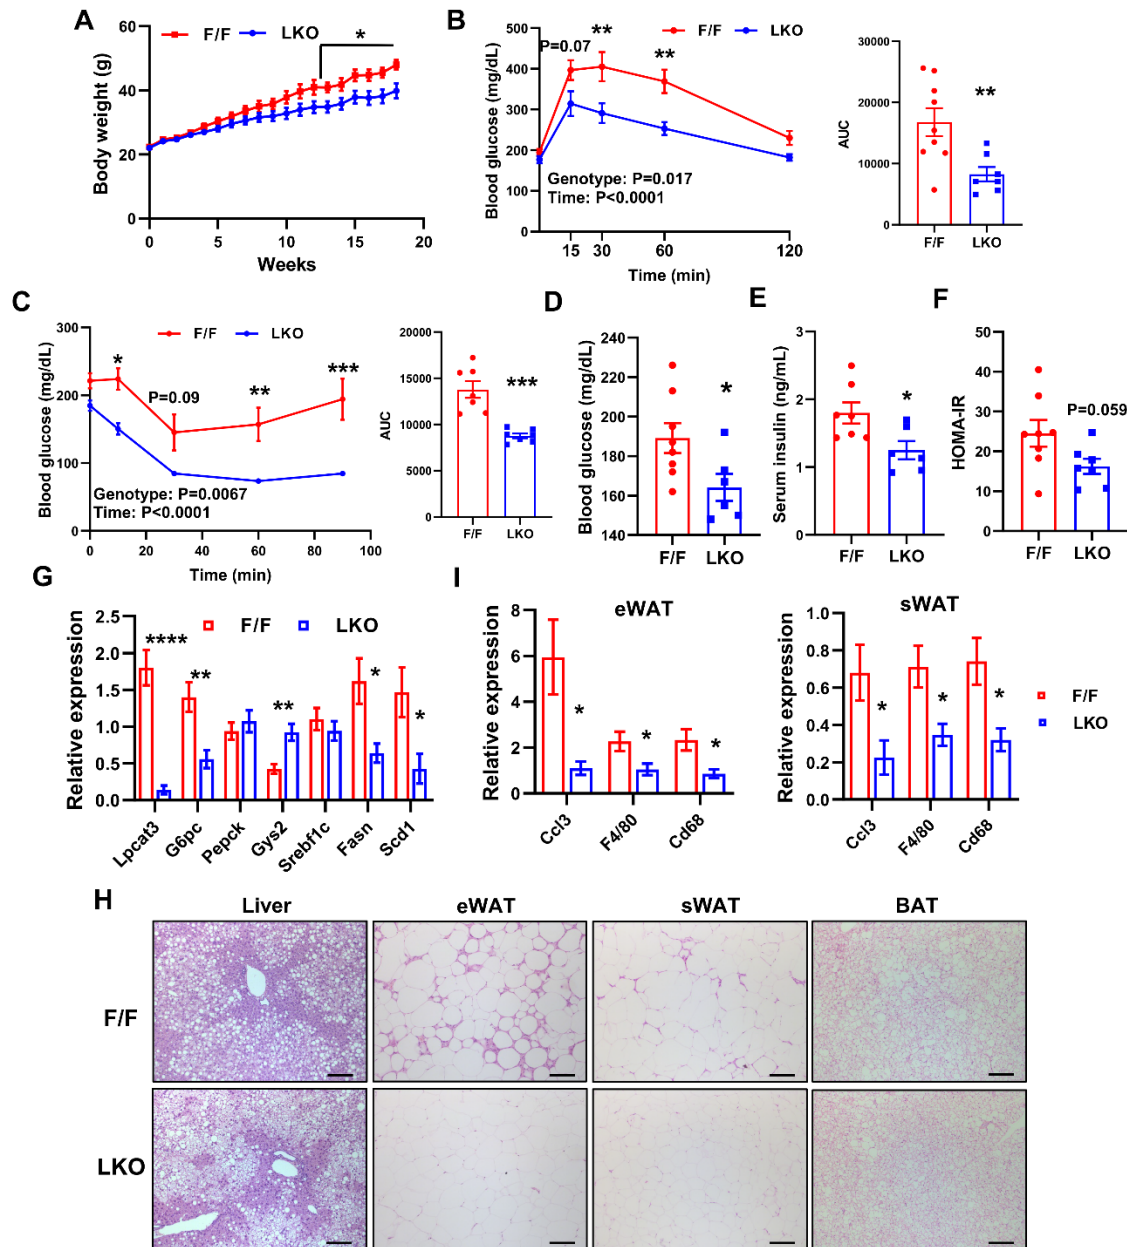 A
F/F LKO
*
Body weight (g)
60
40
20
0
0 5 10 15 20
Weeks
B
F/F LKO
**
P=0.07
**
Blood glucose (mg/dL)
500
400
300
200
100
0
Genotype: P=0.017
Time: P<0.0001
15 30 60 120
Time (min)
AUC
30000
20000
10000
0
**
F/F LKO
C
F/F LKO
Blood glucose (mg/dL)
300
200
100
0
*
P=0.09
**
***
Genotype: P=0.0067
Time: P<0.0001
0 20 40 60 80 100
Time (min)
AUC
20000
15000
10000
5000
0
***
F/F LKO
D
Blood glucose (mg/dL)
240
220
200
180
160
140
*
F/F LKO
E
Serum insulin (ng/mL)
3
2
1
0
*
F/F LKO
F
HOMA-IR
40
30
20
10
0
P=0.059
F/F LKO
G
F/F LKO
Relative expression
2.5
2.0
1.5
1.0
0.5
0.0
****
**
**
*
*
Lpcat3 G6pc Pepck Gys2 Srebf1c Fasn Scd1
I
eWAT
Relative expression
8
6
4
2
0
*
*
*
Ccl3 F4/80 Cd68
sWAT
Relative expression
1.0
0.8
0.6
0.4
0.2
0.0
*
*
*
Ccl3 F4/80 Cd68
F/F
LKO
H
Liver eWAT sWAT BAT
F/F
LKO